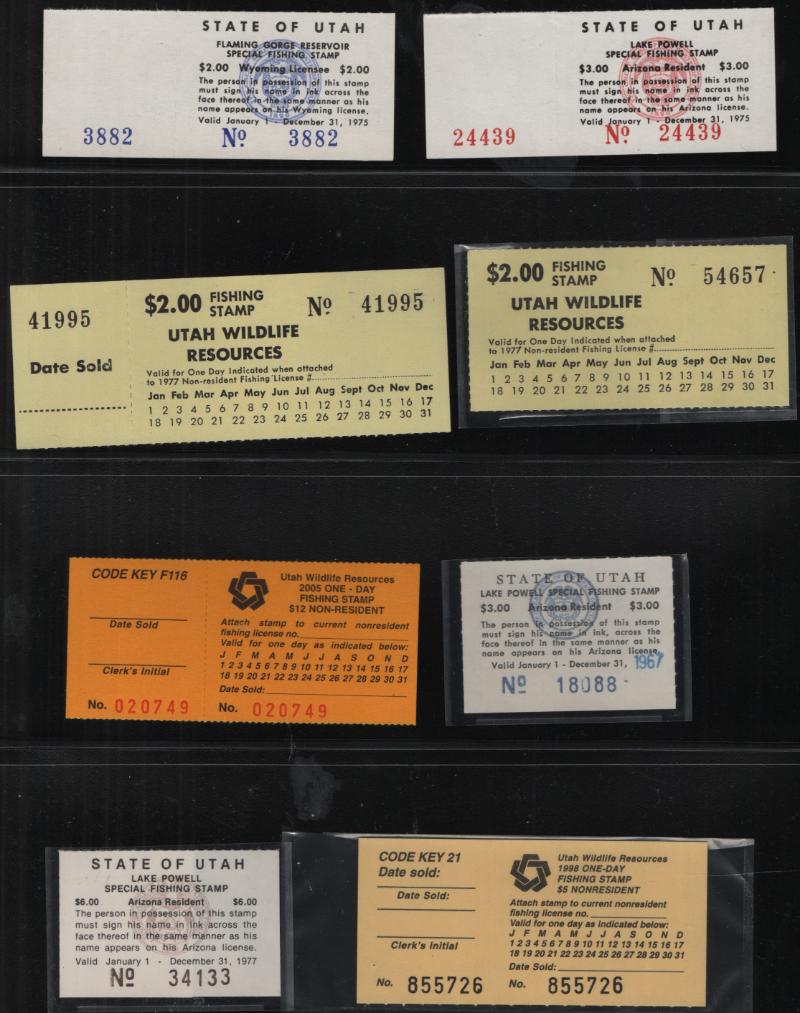 STATE OF UTAH
FLAMING GORGE RESERVOIR
SPECIAL FISHING STAMP
$2.00 Wyoming Licensee $2.00
The person in possession of this stamp
must sign his name in ink across the
face thereof in the same manner as his
name appears on his Wyoming license.
Valid January 1 - December 31, 1975
3882 No 3882
STATE OF UTAH
LAKE POWELL
SPECIAL FISHING STAMP
$3.00 Arizona Resident $3.00
The person in possession of this stamp
must sign his name in ink across the
face thereof in the same manner as his
name appears on his Arizona license.
Valid January 1 - December 31, 1975
24439 No 24439
41995
Date Sold
$2.00 FISHING STAMP No 41995
UTAH WILDLIFE
RESOURCES
Valid for One Day Indicated when attached
to 1977 Non-resident Fishing License #
Jan Feb Mar Apr May Jun Jul Aug Sept Oct Nov Dec
1 2 3 4 5 6 7 8 9 10 11 12 13 14 15 16 17
18 19 20 21 22 23 24 25 26 27 28 29 30 31
$2.00 FISHING STAMP No 54657
UTAH WILDLIFE
RESOURCES
Valid for One Day Indicated when attached
to 1977 Non-resident Fishing License #
Jan Feb Mar Apr May Jun Jul Aug Sept Oct Nov Dec
1 2 3 4 5 6 7 8 9 10 11 12 13 14 15 16 17
18 19 20 21 22 23 24 25 26 27 28 29 30 31
CODE KEY F116
Date Sold
Clerk's Initial
No. 020749
Utah Wildlife Resources
2005 ONE - DAY
FISHING STAMP
$12 NON-RESIDENT
Attach stamp to current nonresident
fishing license no.
Valid for one day as indicated below:
J F M A M J J A S O N D
1 2 3 4 5 6 7 8 9 10 11 12 13 14 15 16 17
18 19 20 21 22 23 24 25 26 27 28 29 30 31
Date Sold:
No. 020749
STATE OF UTAH
LAKE POWELL SPECIAL FISHING STAMP
$3.00 Arizona Resident $3.00
The person in possession of this stamp
must sign his name in ink, across the
face thereof in the same manner as his
name appears on his Arizona license.
Valid January 1 - December 31, 1967
No 18088
STATE OF UTAH
LAKE POWELL
SPECIAL FISHING STAMP
$6.00 Arizona Resident $6.00
The person in possession of this stamp
must sign his name in ink across the
face thereof in the same manner as his
name appears on his Arizona license.
Valid January 1 - December 31, 1977
No 34133
CODE KEY 21
Date sold:
Date Sold:
Clerk's Initial
No. 855726
Utah Wildlife Resources
1998 ONE-DAY
FISHING STAMP
$5 NONRESIDENT
Attach stamp to current nonresident
fishing license no.
Valid for one day as indicated below:
J F M A M J J A S O N D
1 2 3 4 5 6 7 8 9 10 11 12 13 14 15 16 17
18 19 20 21 22 23 24 25 26 27 28 29 30 31
Date Sold:
No. 855726